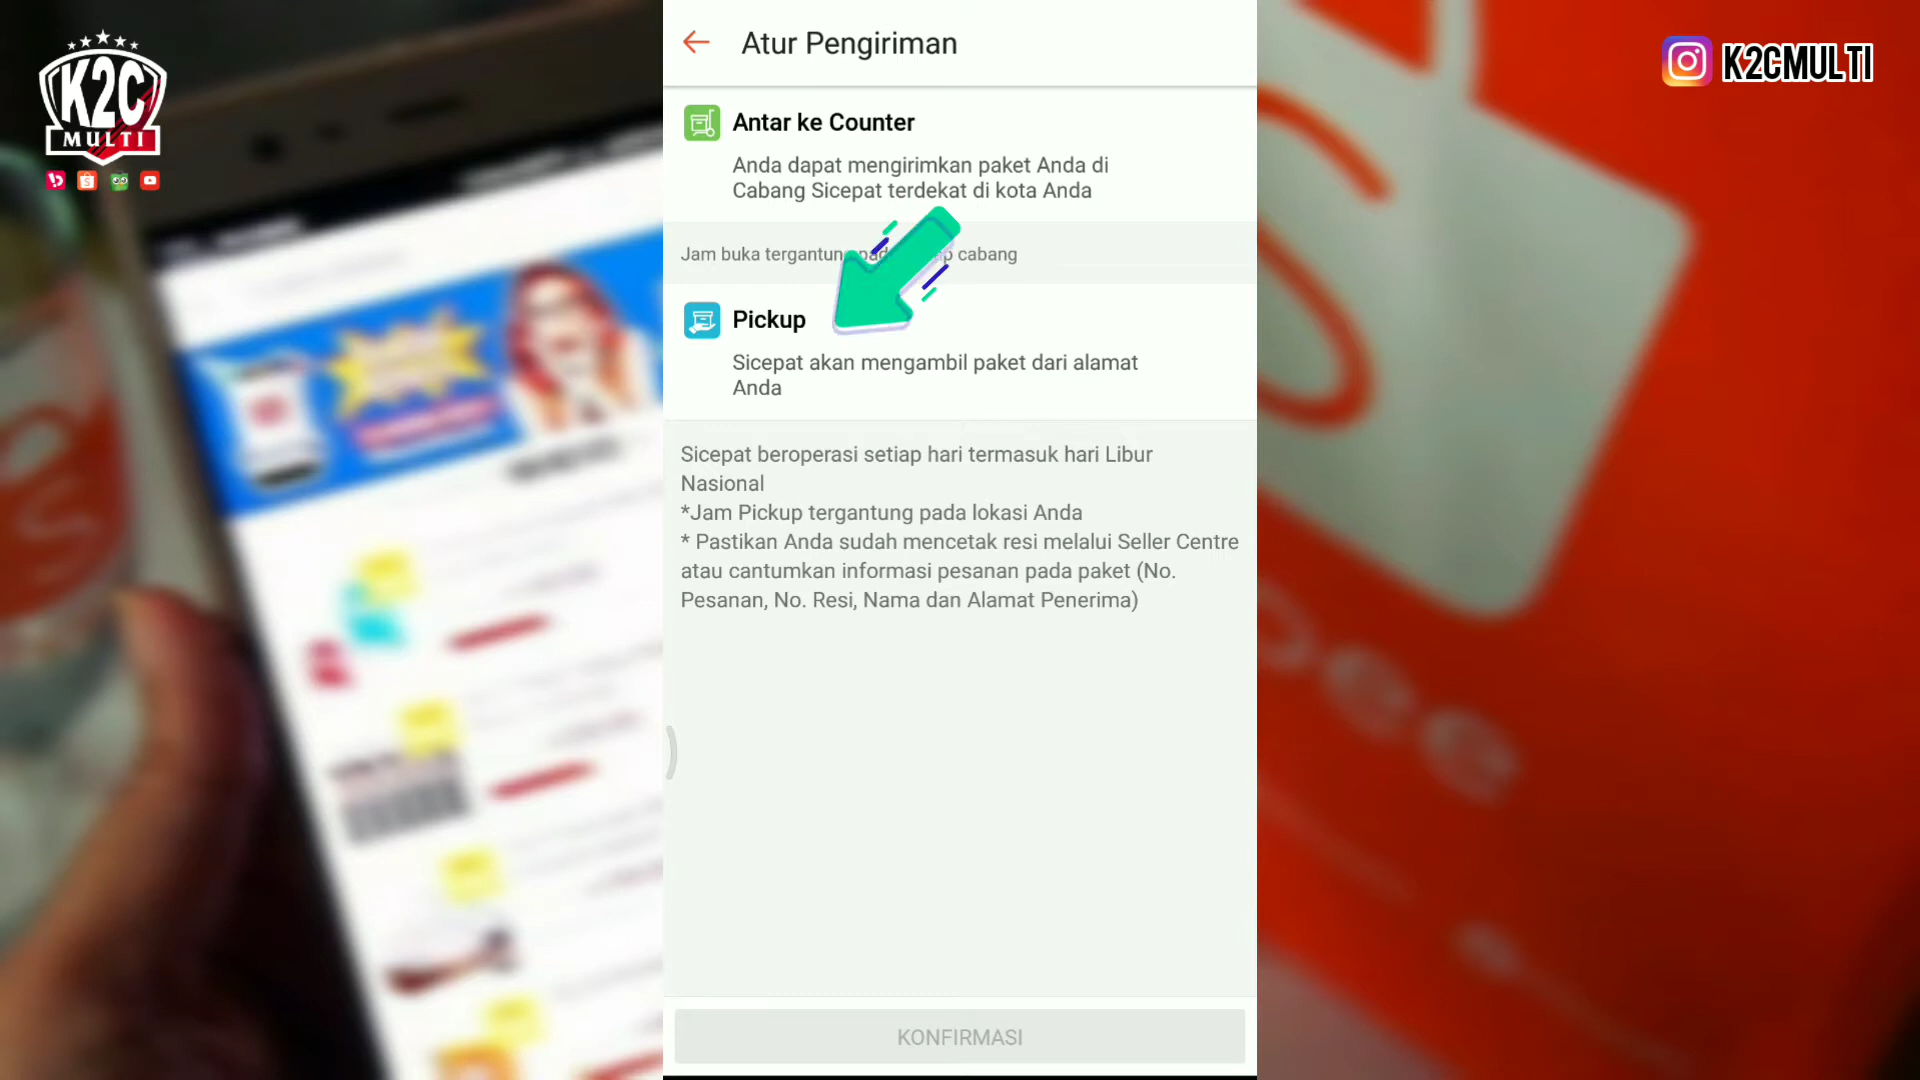 K2C
MULTI
K2CMULTI
Atur Pengiriman
Antar ke Counter
Anda dapat mengirimkan paket Anda di
Cabang Sicepat terdekat di kota Anda
Jam buka tergantung cabang
Pickup
Sicepat akan mengambil paket dari alamat
Anda
Sicepat beroperasi setiap hari termasuk hari Libur
Nasional
*Jam Pickup tergantung pada lokasi Anda
* Pastikan Anda sudah mencetak resi melalui Seller Centre
atau cantumkan informasi pesanan pada paket (No.
Pesanan, No. Resi, Nama dan Alamat Penerima)
KONFIRMASI